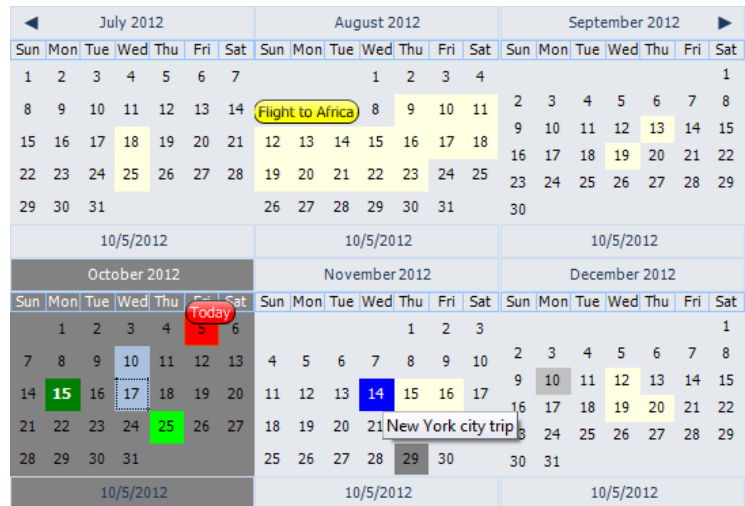 ◄ July 2012 August 2012 September 2012 ►
Sun Mon Tue Wed Thu Fri Sat Sun Mon Tue Wed Thu Fri Sat Sun Mon Tue Wed Thu Fri Sat
1 2 3 4 5 6 7 1 2 3 4 1
8 9 10 11 12 13 14 Flight to Africa 8 9 10 11 2 3 4 5 6 7 8
15 16 17 18 19 20 21 12 13 14 15 16 17 18 9 10 11 12 13 14 15
22 23 24 25 26 27 28 19 20 21 22 23 24 25 16 17 18 19 20 21 22
29 30 31 26 27 28 29 30 31 23 24 25 26 27 28 29
30
10/5/2012 10/5/2012 10/5/2012
October 2012 November 2012 December 2012
Sun Mon Tue Wed Thu Fri Sat Sun Mon Tue Wed Thu Fri Sat Sun Mon Tue Wed Thu Fri Sat
Today
1 2 3 4 5 6 1 2 3 1
7 8 9 10 11 12 13 4 5 6 7 8 9 10 2 3 4 5 6 7 8
14 15 16 17 18 19 20 11 12 13 14 15 16 17 9 10 11 12 13 14 15
21 22 23 24 25 26 27 18 19 20 21 New York city trip 16 17 18 19 20 21 22
28 29 30 31 25 26 27 28 29 30 24 25 26 27 28 29
30 31
10/5/2012 10/5/2012 10/5/2012